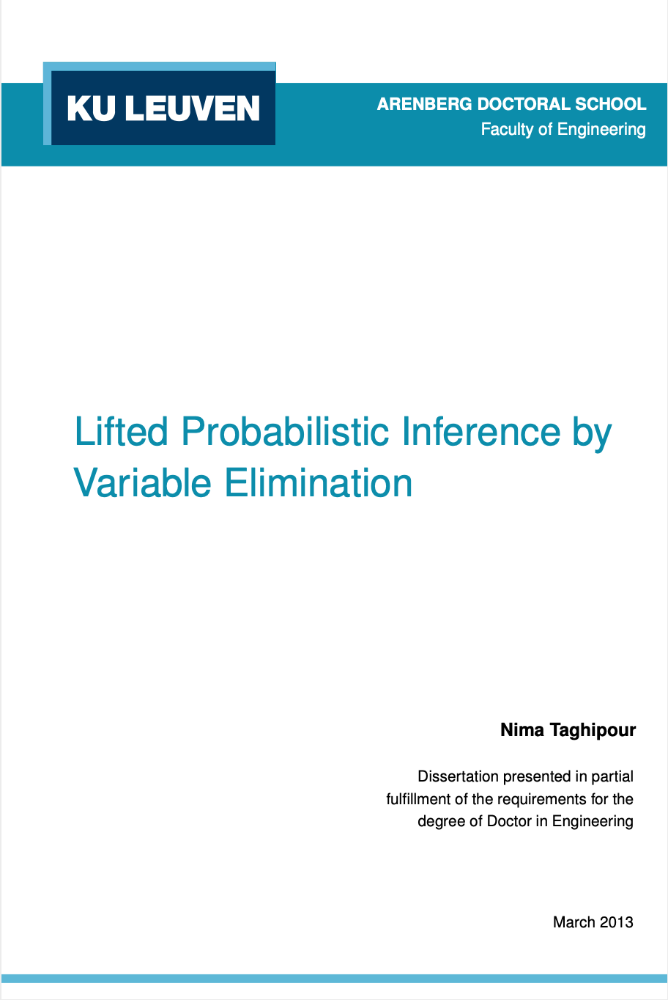 KU LEUVEN
ARENBERG DOCTORAL SCHOOL
Faculty of Engineering
Lifted Probabilistic Inference by
Variable Elimination
Nima Taghipour
Dissertation presented in partial
fulfillment of the requirements for the
degree of Doctor in Engineering
March 2013